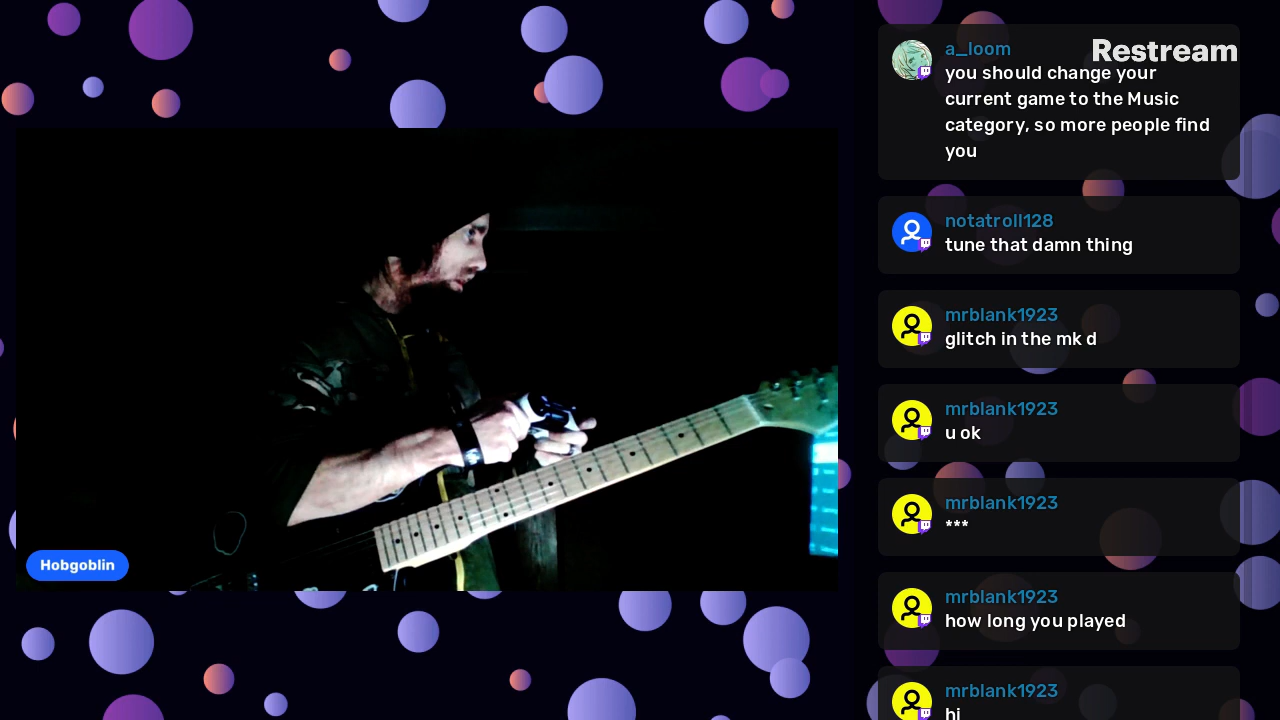 Restream
a_loom
you should change your
current game to the Music
category, so more people find
you
notatroll128
tune that damn thing
mrblank1923
glitch in the mk d
mrblank1923
u ok
mrblank1923
***
mrblank1923
how long you played
mrblank1923
hi
Hobgoblin